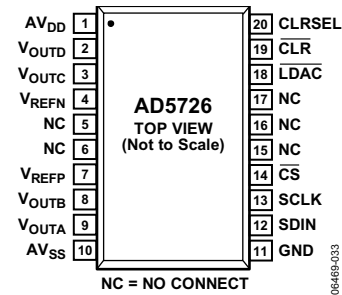 AVDD 1
VOUTD 2
VOUTC 3
VREFN 4
NC 5
NC 6
VREFP 7
VOUTB 8
VOUTA 9
AVSS 10
AD5726
TOP VIEW
(Not to Scale)
20 CLRSEL
19 CLR
18 LDAC
17 NC
16 NC
15 NC
14 CS
13 SCLK
12 SDIN
11 GND
NC = NO CONNECT
06469-033